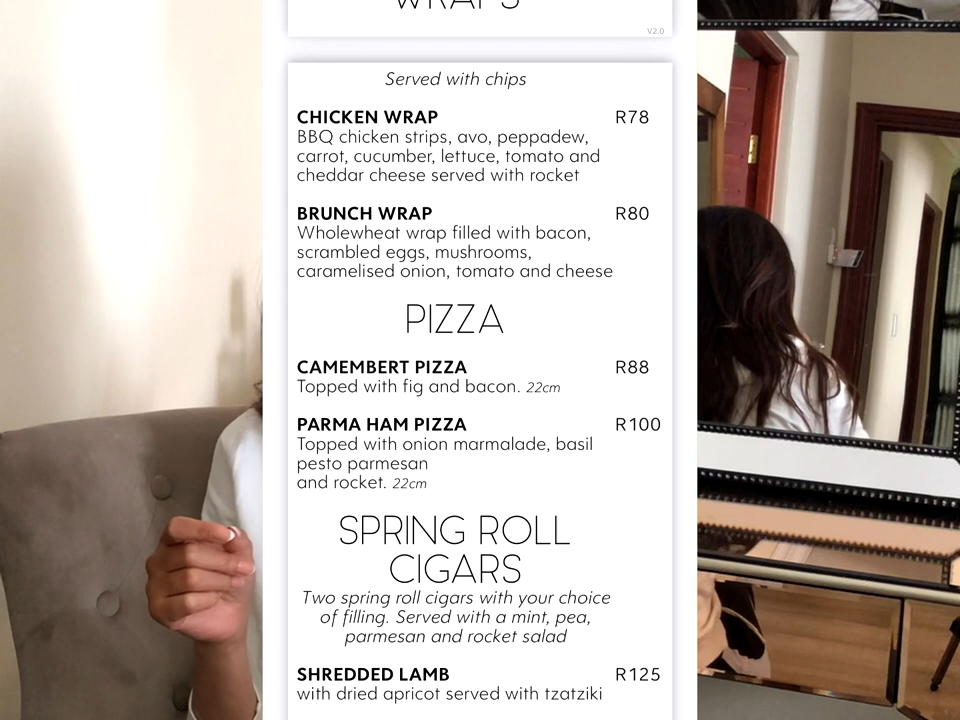 WRAPS
V2.0
Served with chips
CHICKEN WRAP R78
BBQ chicken strips, avo, peppadew,
carrot, cucumber, lettuce, tomato and
cheddar cheese served with rocket
BRUNCH WRAP R80
Wholewheat wrap filled with bacon,
scrambled eggs, mushrooms,
caramelised onion, tomato and cheese
PIZZA
CAMEMBERT PIZZA R88
Topped with fig and bacon. 22cm
PARMA HAM PIZZA R100
Topped with onion marmalade, basil
pesto parmesan
and rocket. 22cm
SPRING ROLL
CIGARS
Two spring roll cigars with your choice
of filling. Served with a mint, pea,
parmesan and rocket salad
SHREDDED LAMB R125
with dried apricot served with tzatziki